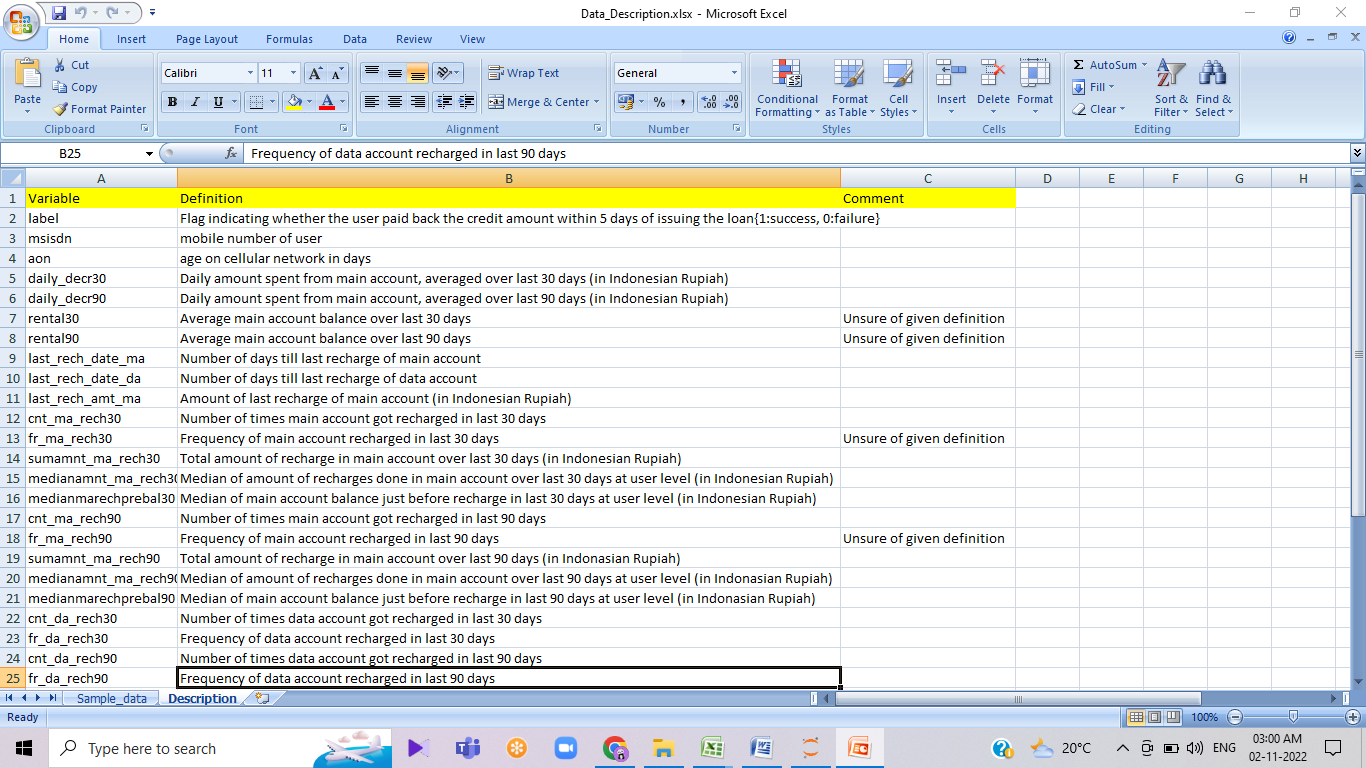 Data_Description.xlsx - Microsoft Excel
Home Insert Page Layout Formulas Data Review View
Paste
Cut
Copy
Format Painter
Clipboard
Calibri 11 A A
B I U A
Font
Wrap Text
Merge & Center
Alignment
General
% ,
Number
Conditional Formatting
Format as Table
Cell Styles
Styles
Insert Delete Format
Cells
Σ AutoSum
Fill
Clear
Sort & Filter
Find & Select
Editing
B25 fx Frequency of data account recharged in last 90 days
A B C D E F G H
1 Variable Definition Comment
2 label Flag indicating whether the user paid back the credit amount within 5 days of issuing the loan{1:success, 0:failure}
3 msisdn mobile number of user
4 aon age on cellular network in days
5 daily_decr30 Daily amount spent from main account, averaged over last 30 days (in Indonesian Rupiah)
6 daily_decr90 Daily amount spent from main account, averaged over last 90 days (in Indonesian Rupiah)
7 rental30 Average main account balance over last 30 days Unsure of given definition
8 rental90 Average main account balance over last 90 days Unsure of given definition
9 last_rech_date_ma Number of days till last recharge of main account
10 last_rech_date_da Number of days till last recharge of data account
11 last_rech_amt_ma Amount of last recharge of main account (in Indonesian Rupiah)
12 cnt_ma_rech30 Number of times main account got recharged in last 30 days
13 fr_ma_rech30 Frequency of main account recharged in last 30 days Unsure of given definition
14 sumamnt_ma_rech30 Total amount of recharge in main account over last 30 days (in Indonesian Rupiah)
15 medianamnt_ma_rech30 Median of amount of recharges done in main account over last 30 days at user level (in Indonesian Rupiah)
16 medianmarechprebal30 Median of main account balance just before recharge in last 30 days at user level (in Indonesian Rupiah)
17 cnt_ma_rech90 Number of times main account got recharged in last 90 days
18 fr_ma_rech90 Frequency of main account recharged in last 90 days Unsure of given definition
19 sumamnt_ma_rech90 Total amount of recharge in main account over last 90 days (in Indonasian Rupiah)
20 medianamnt_ma_rech90 Median of amount of recharges done in main account over last 90 days at user level (in Indonasian Rupiah)
21 medianmarechprebal90 Median of main account balance just before recharge in last 90 days at user level (in Indonasian Rupiah)
22 cnt_da_rech30 Number of times data account got recharged in last 30 days
23 fr_da_rech30 Frequency of data account recharged in last 30 days
24 cnt_da_rech90 Number of times data account got recharged in last 90 days
25 fr_da_rech90 Frequency of data account recharged in last 90 days
Sample_data Description
Ready 100%
Type here to search 20°C ENG 03:00 AM
02-11-2022